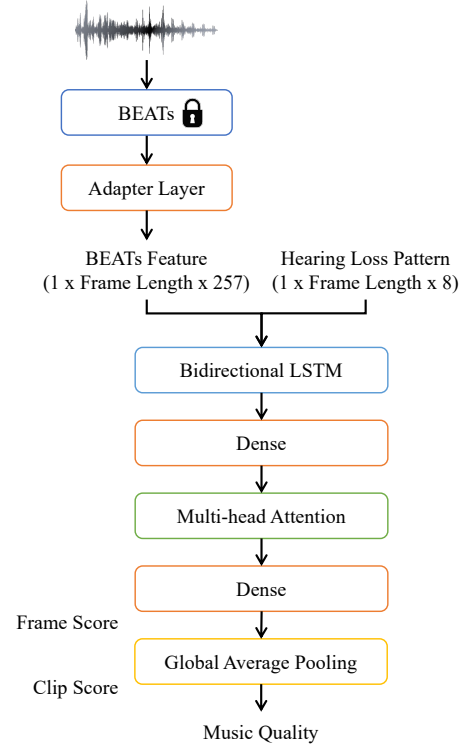 BEATs
Adapter Layer
BEATs Feature
(1 x Frame Length x 257)
Hearing Loss Pattern
(1 x Frame Length x 8)
Bidirectional LSTM
Dense
Multi-head Attention
Dense
Frame Score
Global Average Pooling
Clip Score
Music Quality